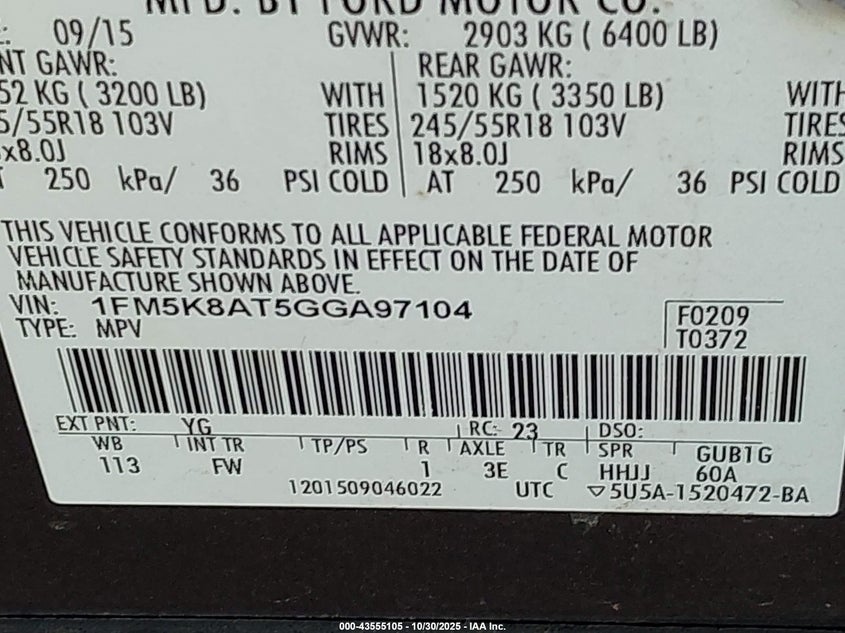 MFD. BY FORD MOTOR CO.
09/15 GVWR: 2903 KG ( 6400 LB)
NT GAWR: REAR GAWR:
52 KG ( 3200 LB) WITH 1520 KG ( 3350 LB) WITH
5/55R18 103V TIRES 245/55R18 103V TIRES
x8.0J RIMS 18x8.0J RIMS
T 250 kPa/ 36 PSI COLD AT 250 kPa/ 36 PSI COLD
THIS VEHICLE CONFORMS TO ALL APPLICABLE FEDERAL MOTOR
VEHICLE SAFETY STANDARDS IN EFFECT ON THE DATE OF
MANUFACTURE SHOWN ABOVE.
VIN: 1FM5K8AT5GGA97104 F0209
TYPE: MPV T0372
EXT PNT: YG RC: 23 DSO:
WB INT TR TP/PS R AXLE TR SPR GUB1G
113 FW 1 3E C HHJJ 60A
1201509046022 UTC ▽5U5A-1520472-BA
000-43555105 - 10/30/2025 - IAA Inc.